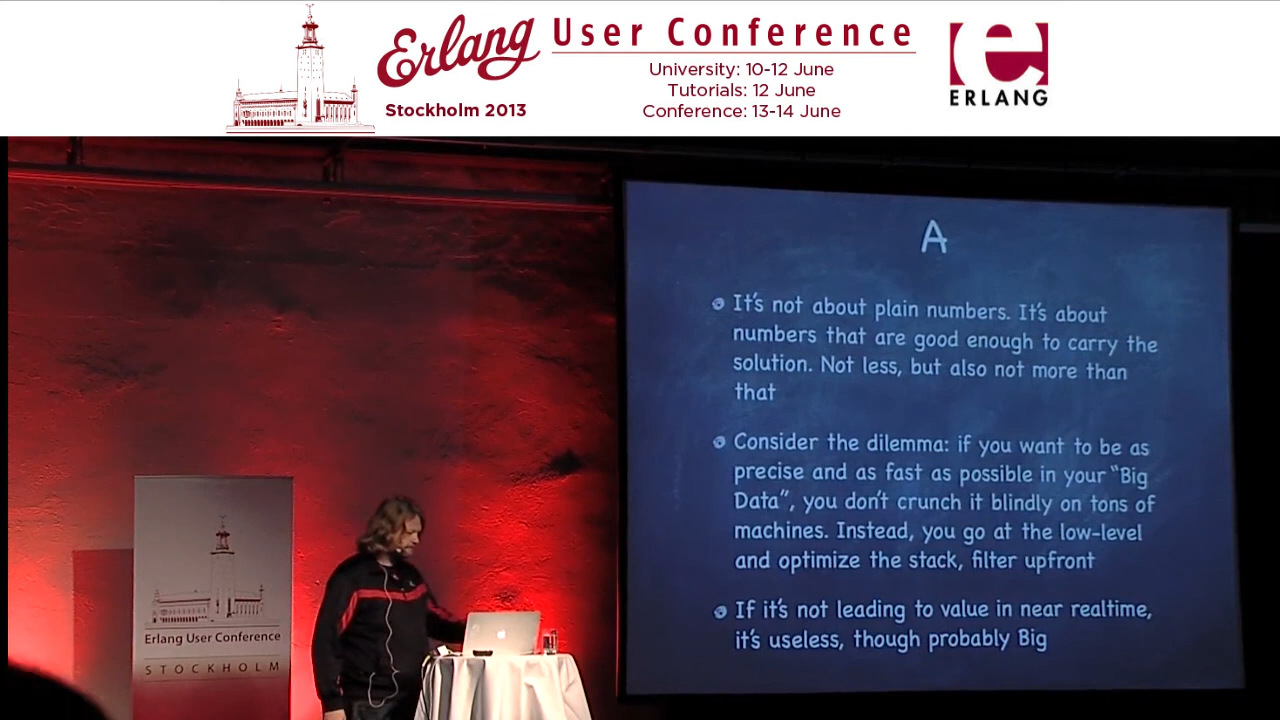 Erlang User Conference
University: 10-12 June
Tutorials: 12 June
Stockholm 2013
Conference: 13-14 June
ERLANG
A
It's not about plain numbers. It's about
numbers that are good enough to carry the
solution. Not less, but also not more than
that
Consider the dilemma: if you want to be as
precise and as fast as possible in your "Big
Data", you don't crunch it blindly on tons of
machines. Instead, you go at the low-level
and optimize the stack, filter upfront
If it's not leading to value in near realtime,
it's useless, though probably Big
Erlang User Conference
STOCKHOLM